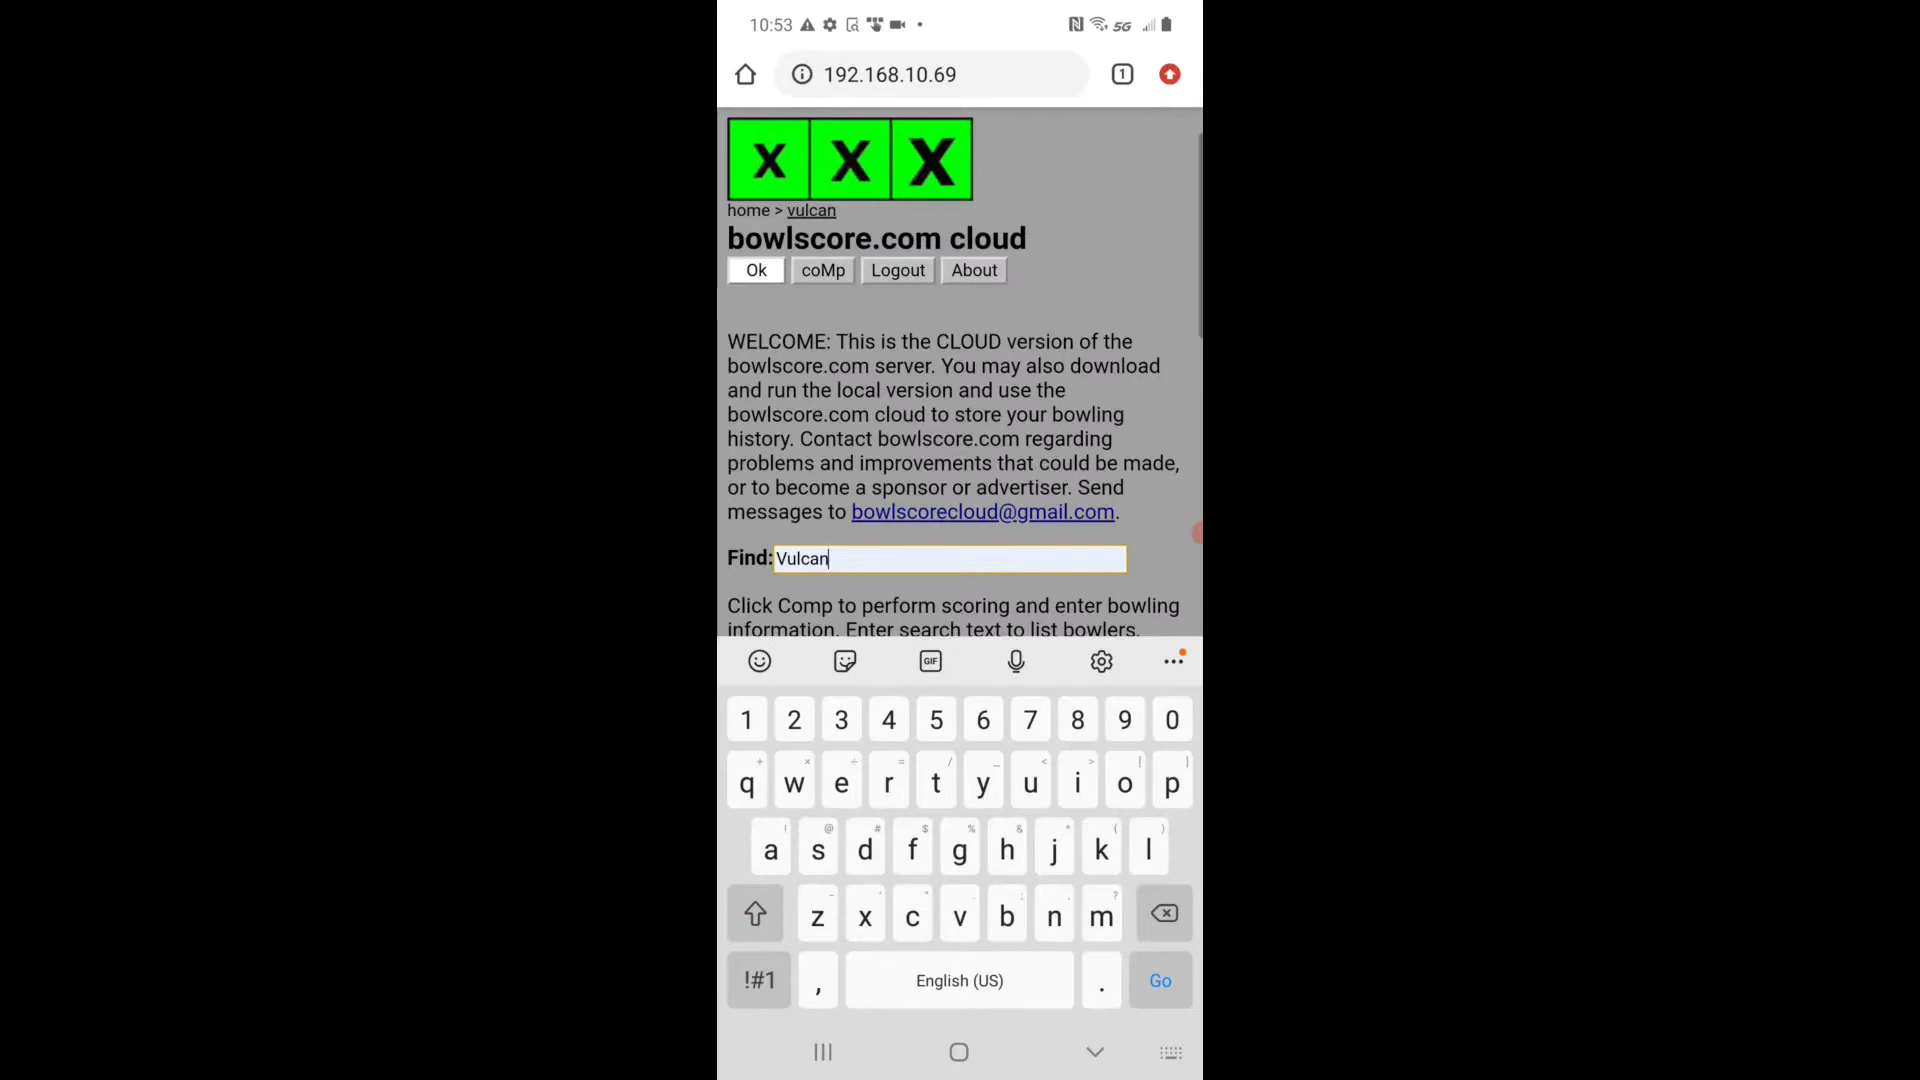 10:53 5G
192.168.10.69 1
X X X
home > vulcan
bowlscore.com cloud
Ok coMp Logout About
WELCOME: This is the CLOUD version of the
bowlscore.com server. You may also download
and run the local version and use the
bowlscore.com cloud to store your bowling
history. Contact bowlscore.com regarding
problems and improvements that could be made,
or to become a sponsor or advertiser. Send
messages to bowlscorecloud@gmail.com.
Find: Vulcan
Click Comp to perform scoring and enter bowling
information. Enter search text to list bowlers,
GIF
1 2 3 4 5 6 7 8 9 0
+ × ÷ = / _ < > [ ]
q w e r t y u i o p
! @ # $ % & * ( )
a s d f g h j k l
- ' " : ; , ?
z x c v b n m
!#1 , English (US) . Go